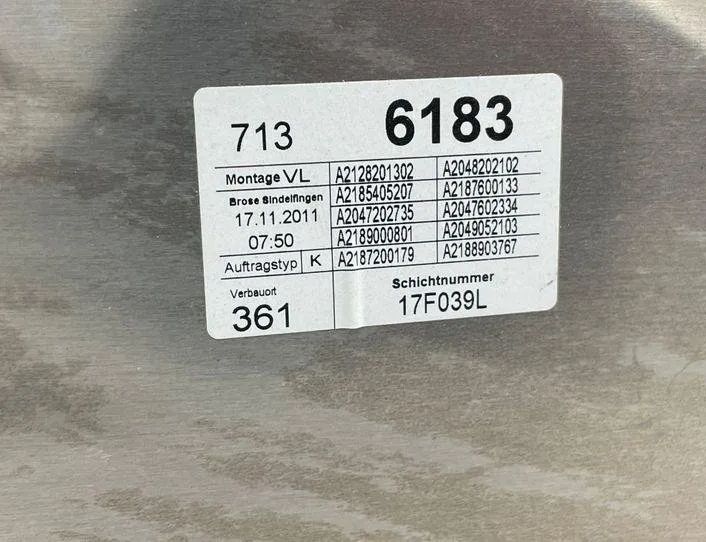 713 6183
Montage VL A2128201302 A2048202102
Brose Sindelfingen A2185405207 A2187600133
17.11.2011 A2047202735 A2047602334
07:50 A2189000801 A2049052103
Auftragstyp K A2187200179 A2188903767
Verbauort Schichtnummer
361 17F039L